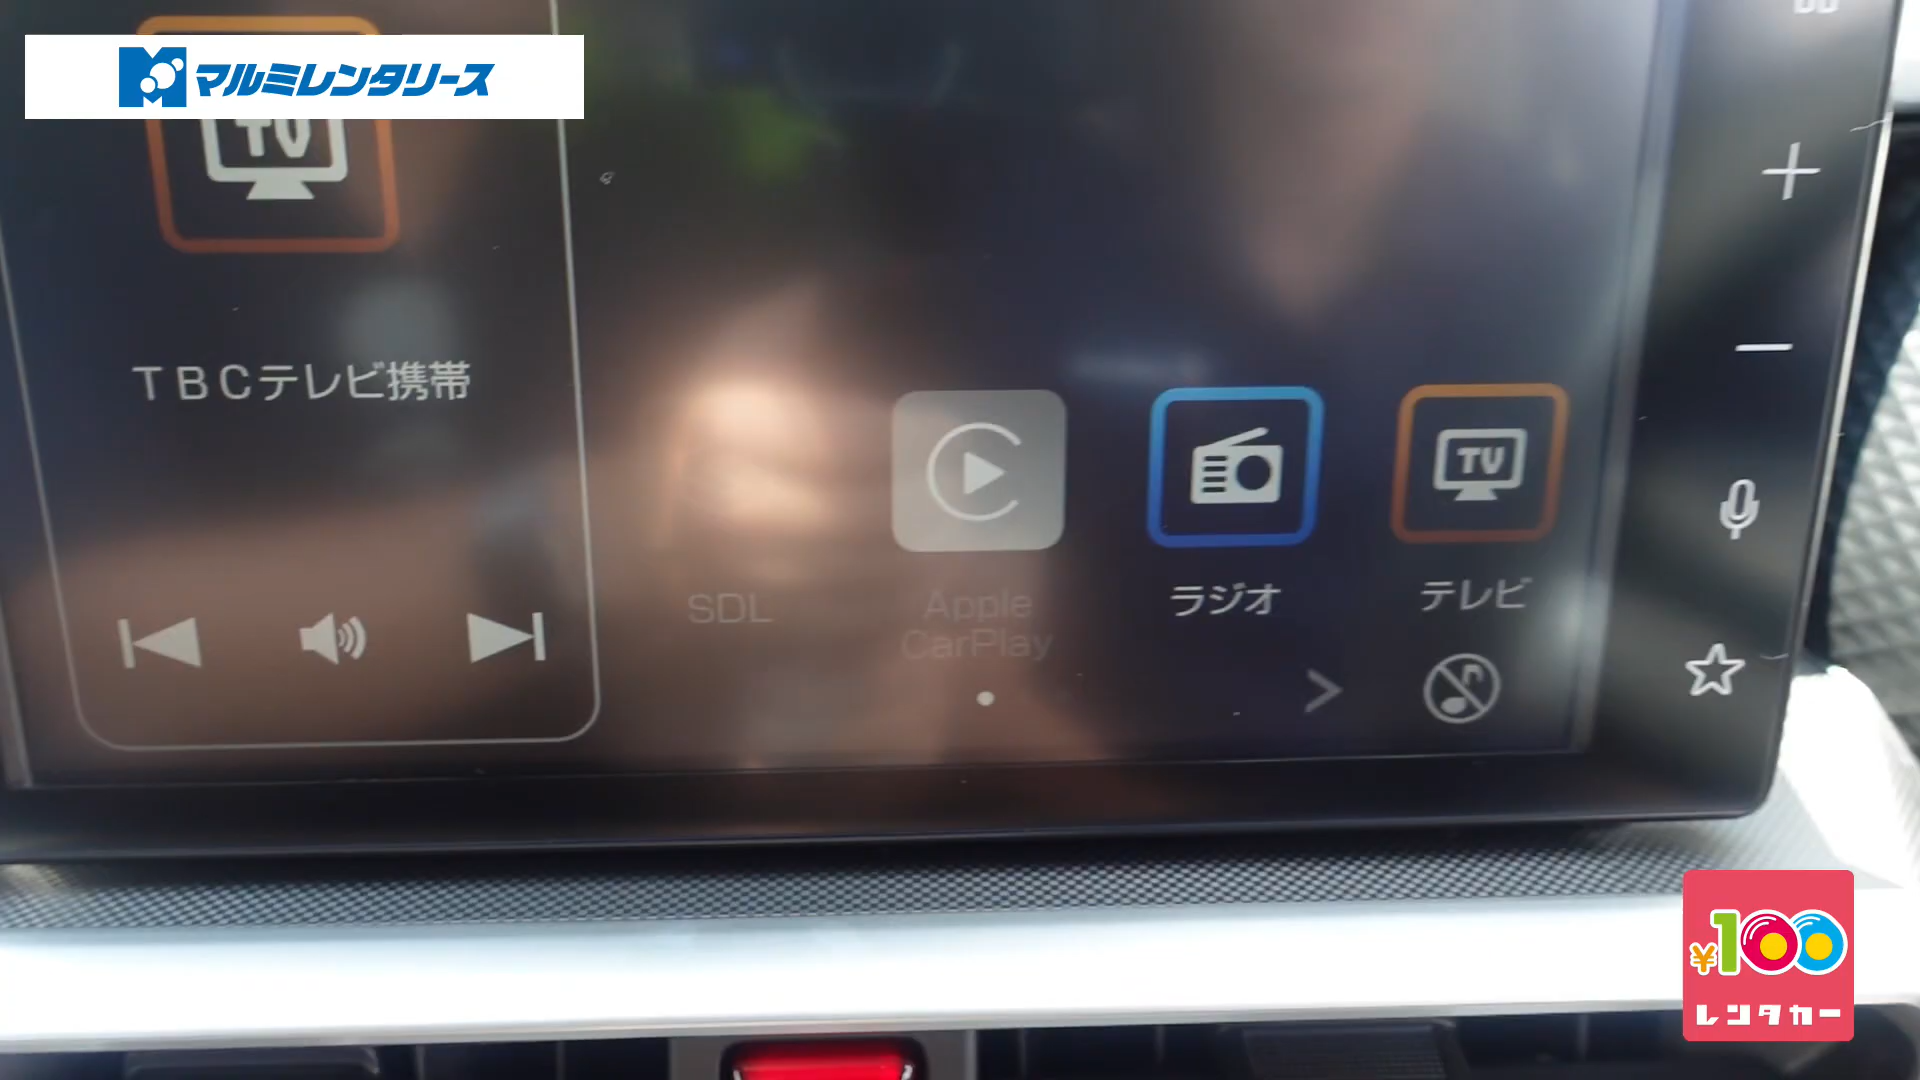 マルミレンタリース
TV
TBCテレビ携帯
TV
SDL
Apple
CarPlay
ラジオ
テレビ
¥100
レンタカー